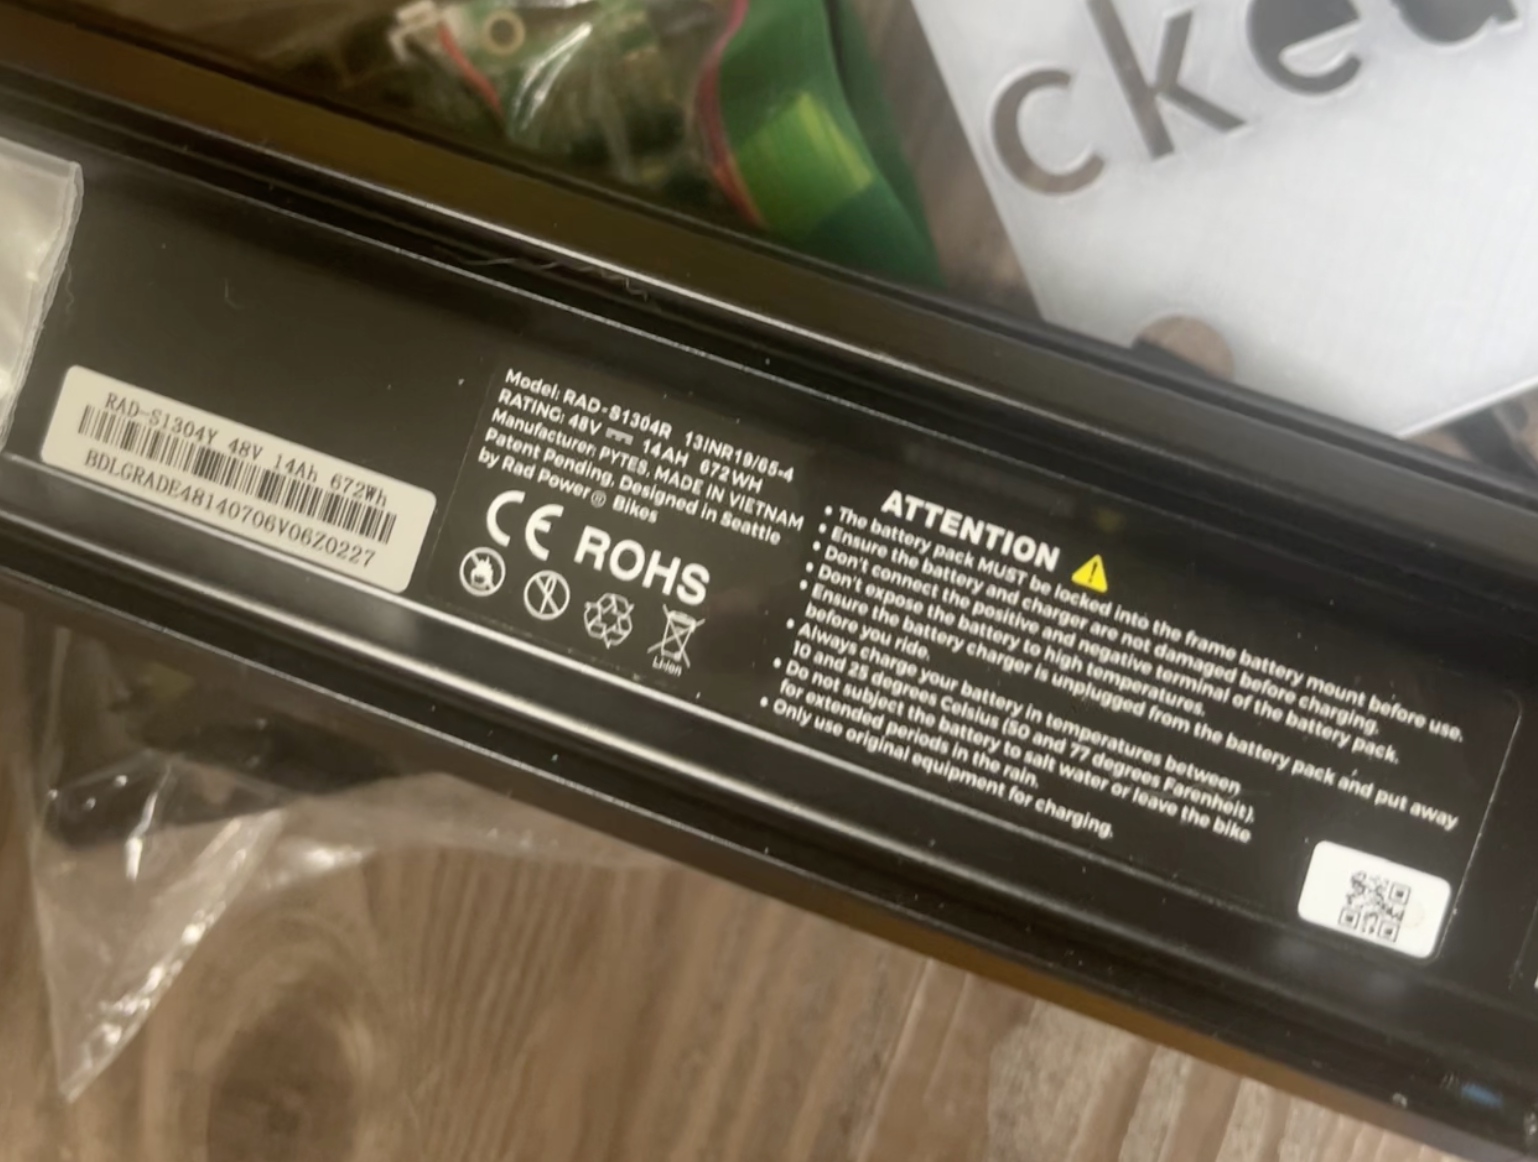 cked
RAD-S1304Y 48V 14Ah 672Wh
BDLGRADE48140706V06Z0227
Model: RAD-S1304R 13INR19/65-4
RATING: 48V 14AH 672WH
Manufacturer: PYTES. MADE IN VIETNAM
Patent Pending. Designed in Seattle
by Rad Power® Bikes
CE ROHS
Li-ion
ATTENTION
• The battery pack MUST be locked into the frame battery mount before use.
• Ensure the battery and charger are not damaged before charging.
• Don't connect the positive and negative terminal of the battery pack.
• Don't expose the battery to high temperatures.
• Ensure the battery charger is unplugged from the battery pack and put away
before you ride.
• Always charge your battery in temperatures between
10 and 25 degrees Celsius (50 and 77 degrees Farenheit).
• Do not subject the battery to salt water or leave the bike
for extended periods in the rain.
• Only use original equipment for charging.